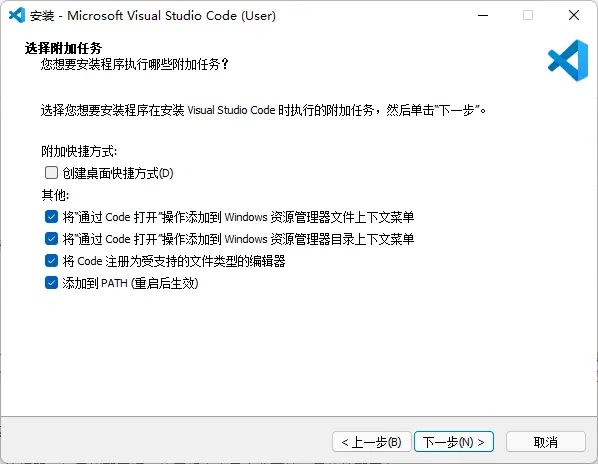 安装 - Microsoft Visual Studio Code (User)
选择附加任务
您想要安装程序执行哪些附加任务？
选择您想要安装程序在安装 Visual Studio Code 时执行的附加任务，然后单击“下一步”。
附加快捷方式:
创建桌面快捷方式(D)
其他:
将“通过 Code 打开”操作添加到 Windows 资源管理器文件上下文菜单
将“通过 Code 打开”操作添加到 Windows 资源管理器目录上下文菜单
将 Code 注册为受支持的文件类型的编辑器
添加到 PATH (重启后生效)
< 上一步(B)
下一步(N) >
取消